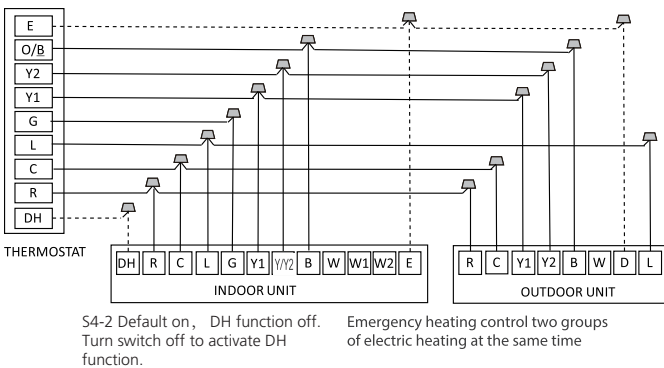 E
O/B
Y2
Y1
G
L
C
R
DH
THERMOSTAT
DH R C L G Y1 Y/Y2 B W W1 W2 E
INDOOR UNIT
R C Y1 Y2 B W D L
OUTDOOR UNIT
S4-2 Default on， DH function off.
Turn switch off to activate DH
function.
Emergency heating control two groups
of electric heating at the same time